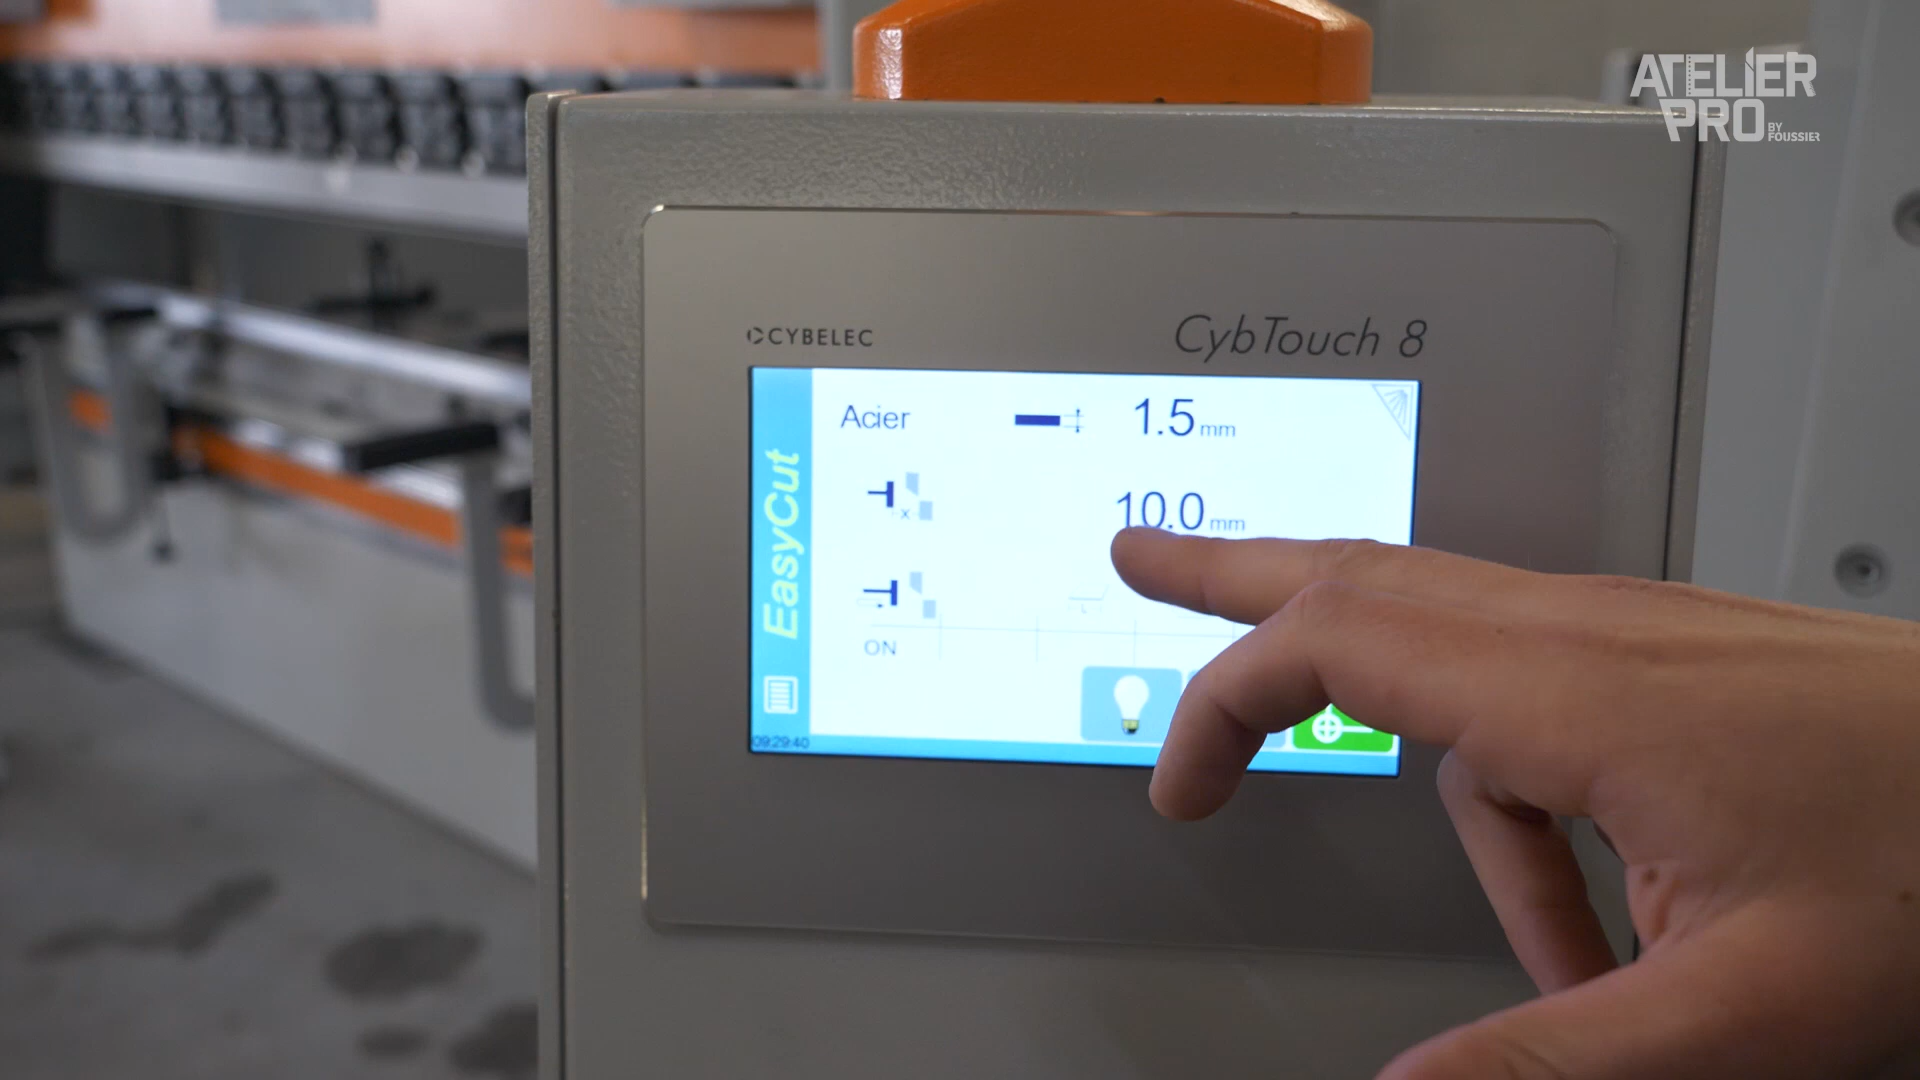 ATELIER
PRO BY FOUSSIER
CYBELEC
CybTouch 8
EasyCut
Acier
1.5 mm
x
10.0 mm
ON
09:29:40